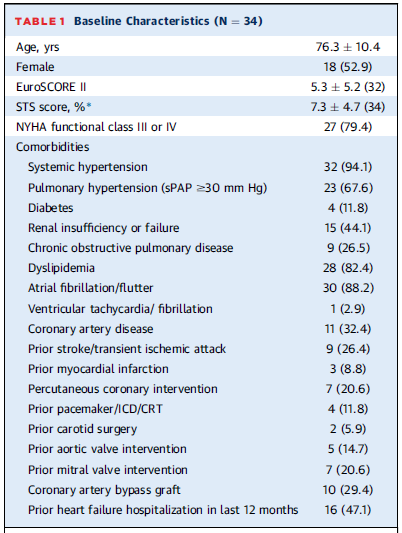 TABLE 1 Baseline Characteristics (N = 34)
Age, yrs 76.3 ± 10.4
Female 18 (52.9)
EuroSCORE II 5.3 ± 5.2 (32)
STS score, %* 7.3 ± 4.7 (34)
NYHA functional class III or IV 27 (79.4)
Comorbidities
Systemic hypertension 32 (94.1)
Pulmonary hypertension (sPAP ≥30 mm Hg) 23 (67.6)
Diabetes 4 (11.8)
Renal insufficiency or failure 15 (44.1)
Chronic obstructive pulmonary disease 9 (26.5)
Dyslipidemia 28 (82.4)
Atrial fibrillation/flutter 30 (88.2)
Ventricular tachycardia/ fibrillation 1 (2.9)
Coronary artery disease 11 (32.4)
Prior stroke/transient ischemic attack 9 (26.4)
Prior myocardial infarction 3 (8.8)
Percutaneous coronary intervention 7 (20.6)
Prior pacemaker/ICD/CRT 4 (11.8)
Prior carotid surgery 2 (5.9)
Prior aortic valve intervention 5 (14.7)
Prior mitral valve intervention 7 (20.6)
Coronary artery bypass graft 10 (29.4)
Prior heart failure hospitalization in last 12 months 16 (47.1)